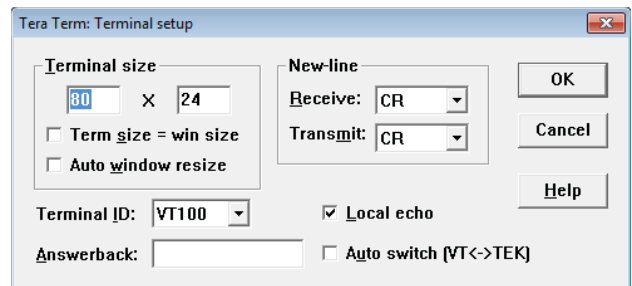 Tera Term: Terminal setup
Terminal size
80 X 24
Term size = win size
Auto window resize
New-line
Receive: CR
Transmit: CR
OK
Cancel
Help
Terminal ID: VT100
Local echo
Answerback:
Auto switch (VT<->TEK)